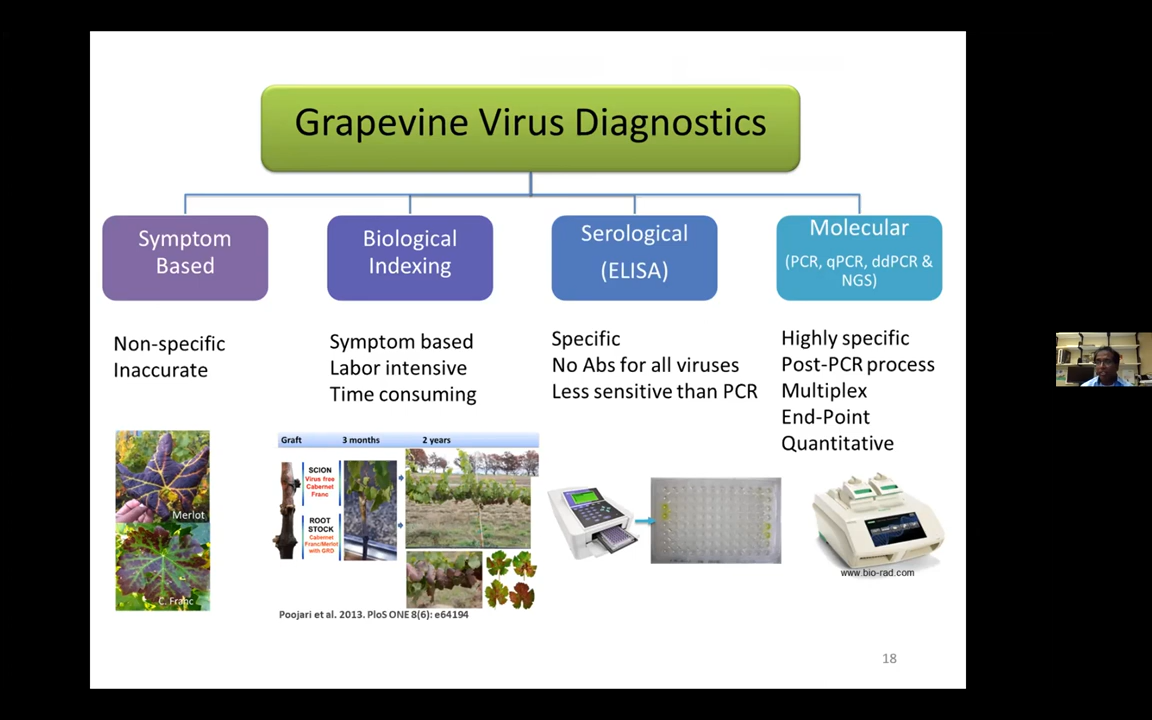 Grapevine Virus Diagnostics
Symptom
Based
Biological
Indexing
Serological
(ELISA)
Molecular
(PCR, qPCR, ddPCR &
NGS)
Non-specific
Inaccurate
Symptom based
Labor intensive
Time consuming
Specific
No Abs for all viruses
Less sensitive than PCR
Highly specific
Post-PCR process
Multiplex
End-Point
Quantitative
Merlot
C. Franc
Graft 3 months 2 years
SCION
Virus free
Cabernet
Franc
ROOT
STOCK
Cabernet
Franc/Merlot
with GRD
Poojari et al. 2013. PloS ONE 8(6): e64194
www.bio-rad.com
18